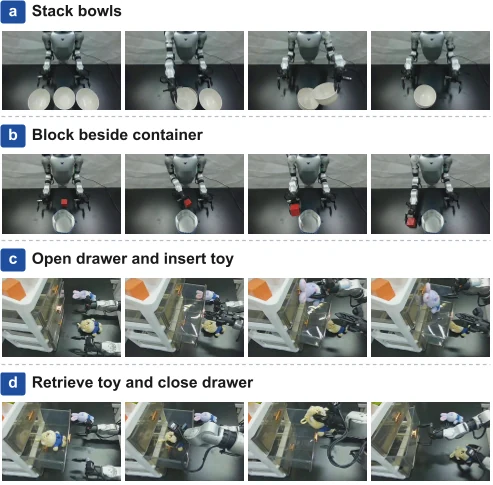 a Stack bowls
b Block beside container
c Open drawer and insert toy
d Retrieve toy and close drawer